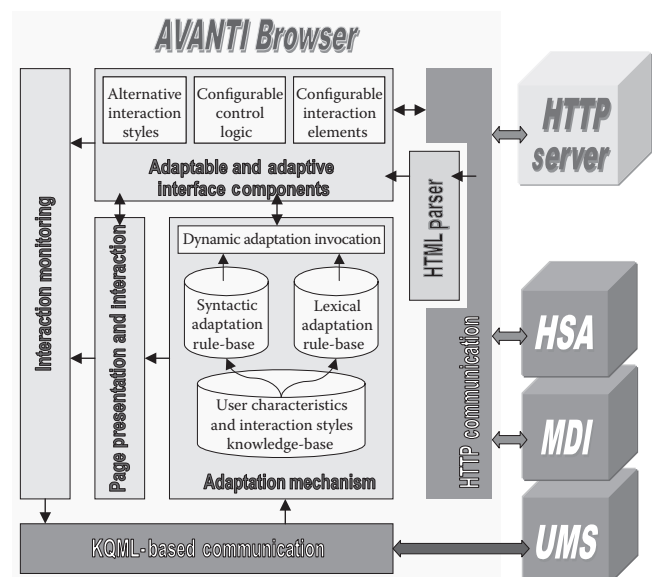 AVANTI Browser
Alternative
interaction
styles
Configurable
control
logic
Configurable
interaction
elements
Adaptable and adaptive
interface components
HTTP
server
HTML parser
Interaction monitoring
Page presentation and interaction
Dynamic adaptation invocation
Syntactic
adaptation
rule-base
Lexical
adaptation
rule-base
User characteristics
and interaction styles
knowledge-base
Adaptation mechanism
HTTP communication
HSA
MDI
UMS
KQML-based communication